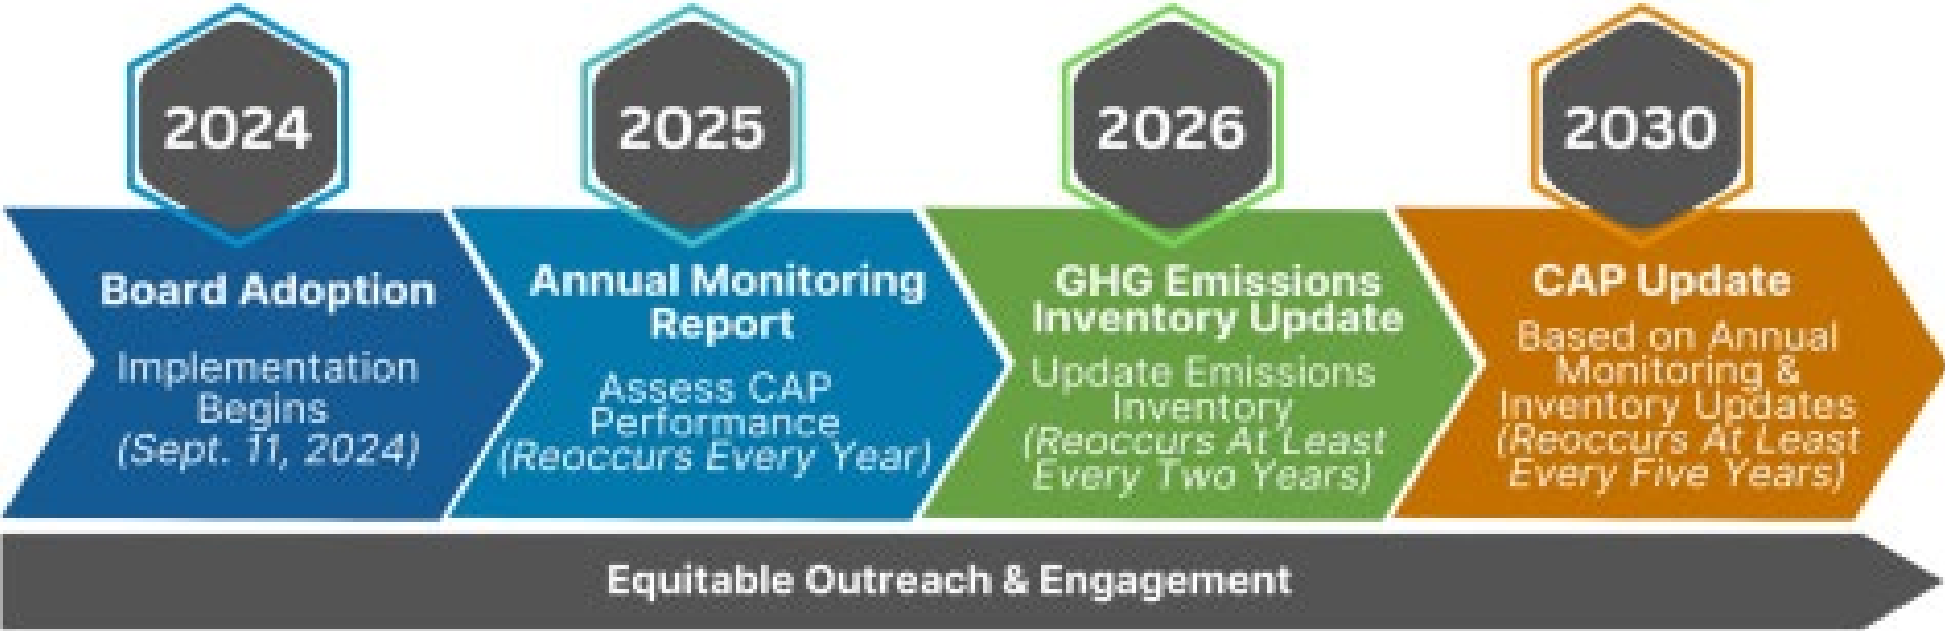 2024
Board Adoption
Implementation
Begins
(Sept. 11, 2024)
2025
Annual Monitoring
Report
Assess CAP
Performance
(Reoccurs Every Year)
2026
GHG Emissions
Inventory Update
Update Emissions
Inventory
(Reoccurs At Least
Every Two Years)
2030
CAP Update
Based on Annual
Monitoring &
Inventory Updates
(Reoccurs At Least
Every Five Years)
Equitable Outreach & Engagement